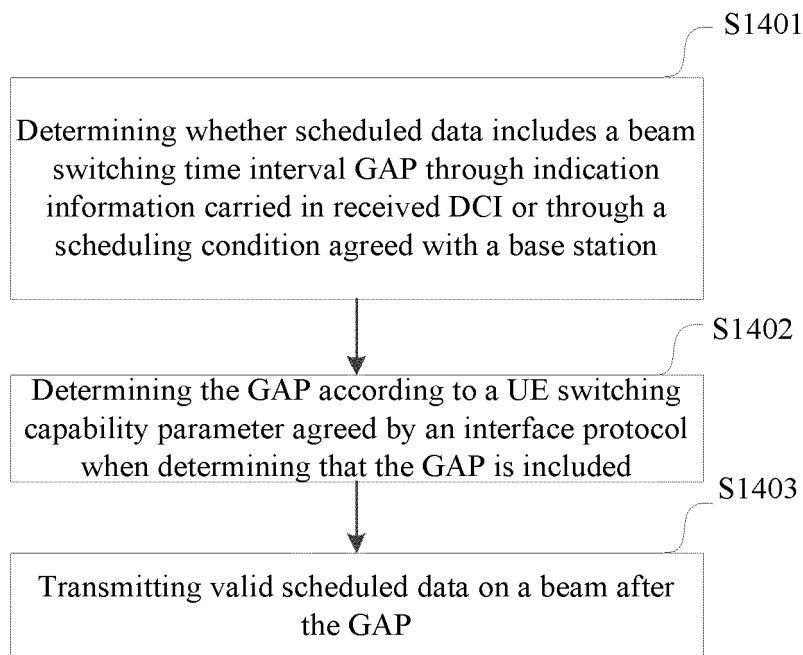 S1401
Determining whether scheduled data includes a beam
switching time interval GAP through indication
information carried in received DCI or through a
scheduling condition agreed with a base station
S1402
Determining the GAP according to a UE switching
capability parameter agreed by an interface protocol
when determining that the GAP is included
S1403
Transmitting valid scheduled data on a beam after
the GAP